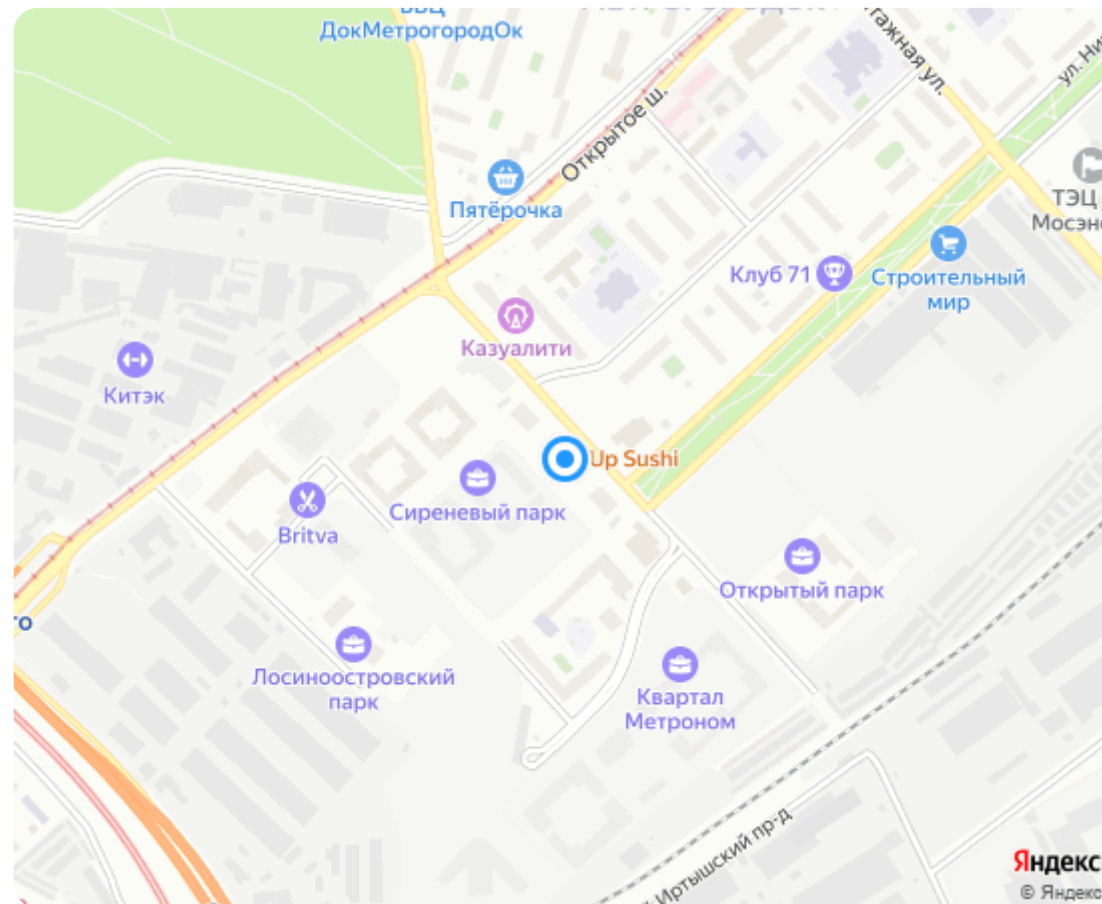 ДокМетрогородОк
Открытое ш.
Пятёрочка
ТЭЦ
Клуб 71
Строительный
мир
Казуалити
Китэк
Up Sushi
Сиреневый парк
Britva
Открытый парк
Лосиноостровский
парк
Квартал
Метроном
Иртышский пр-д
Яндекс
© Яндекс